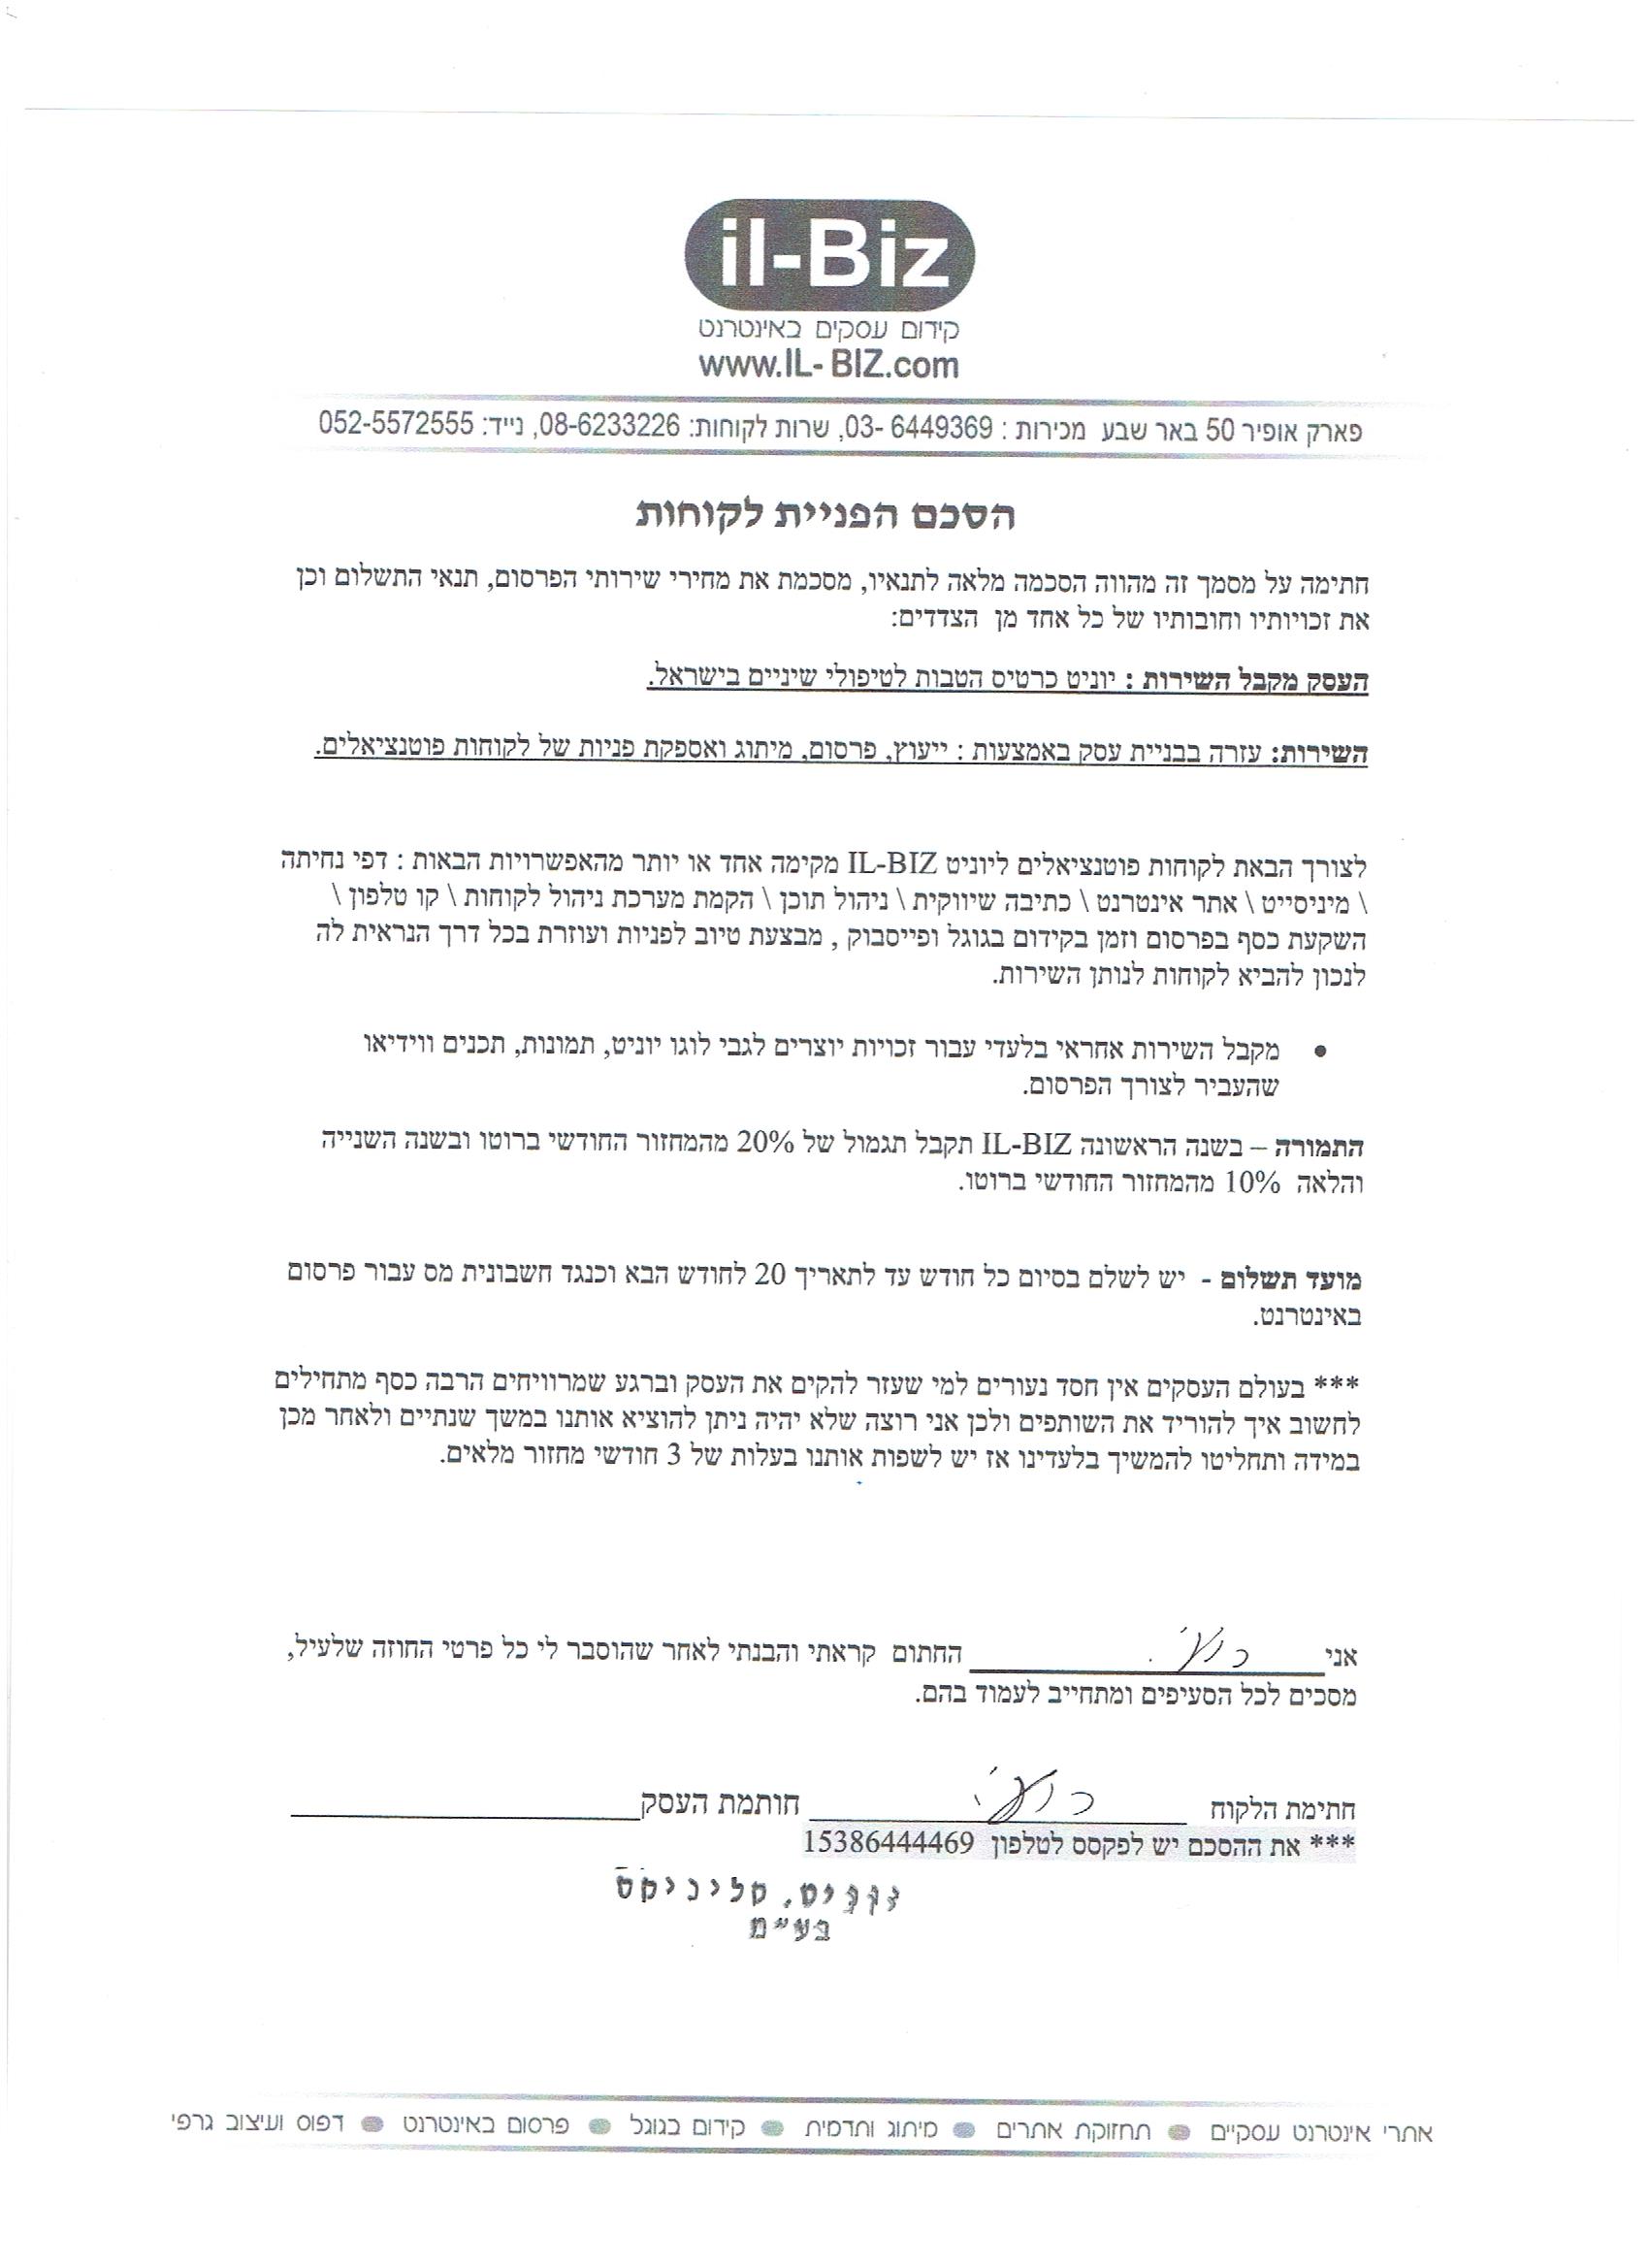 il-Biz
קידום עסקים באינטרנט
www.IL- BIZ.com
פארק אופיר 50 באר שבע מכירות : 03- 6449369, שרות לקוחות: 08-6233226, נייד: 052-5572555
הסכם הפניית לקוחות
חתימה על מסמך זה מהווה הסכמה מלאה לתנאיו, מסכמת את מחירי שירותי הפרסום, תנאי התשלום וכן
את זכויותיו וחובותיו של כל אחד מן הצדדים:
העסק מקבל השירות : יוניט כרטיס הטבות לטיפולי שיניים בישראל.
השירות: עזרה בבניית עסק באמצעות : ייעוץ, פרסום, מיתוג ואספקת פניות של לקוחות פוטנציאלים.
לצורך הבאת לקוחות פוטנציאלים ליוניט IL-BIZ מקימה אחד או יותר מהאפשרויות הבאות : דפי נחיתה
\ מיניסייט \ אתר אינטרנט \ כתיבה שיווקית \ ניהול תוכן \ הקמת מערכת ניהול לקוחות \ קו טלפון \
השקעת כסף בפרסום וזמן בקידום בגוגל ופייסבוק , מבצעת טיוב לפניות ועוזרת בכל דרך הנראית לה
לנכון להביא לקוחות לנותן השירות.
• מקבל השירות אחראי בלעדי עבור זכויות יוצרים לגבי לוגו יוניט, תמונות, תכנים ווידיאו
שהעביר לצורך הפרסום.
התמורה – בשנה הראשונה IL-BIZ תקבל תגמול של 20% מהמחזור החודשי ברוטו ובשנה השנייה
והלאה 10% מהמחזור החודשי ברוטו.
מועד תשלום - יש לשלם בסיום כל חודש עד לתאריך 20 לחודש הבא וכנגד חשבונית מס עבור פרסום
באינטרנט.
*** בעולם העסקים אין חסד נעורים למי שעזר להקים את העסק וברגע שמרוויחים הרבה כסף מתחילים
לחשוב איך להוריד את השותפים ולכן אני רוצה שלא יהיה ניתן להוציא אותנו במשך שנתיים ולאחר מכן
במידה ותחליטו להמשיך בלעדינו אז יש לשפות אותנו בעלות של 3 חודשי מחזור מלאים.
אני החתום קראתי והבנתי לאחר שהוסבר לי כל פרטי החוזה שלעיל,
מסכים לכל הסעיפים ומתחייב לעמוד בהם.
חתימת הלקוח חותמת העסק
*** את ההסכם יש לפקסס לטלפון 15386444469
יוניט. קליניקס
בע״מ
אתרי אינטרנט עסקיים • תחזוקת אתרים • מיתוג ותדמית • קידום בגוגל • פרסום באינטרנט • דפוס ועיצוב גרפי